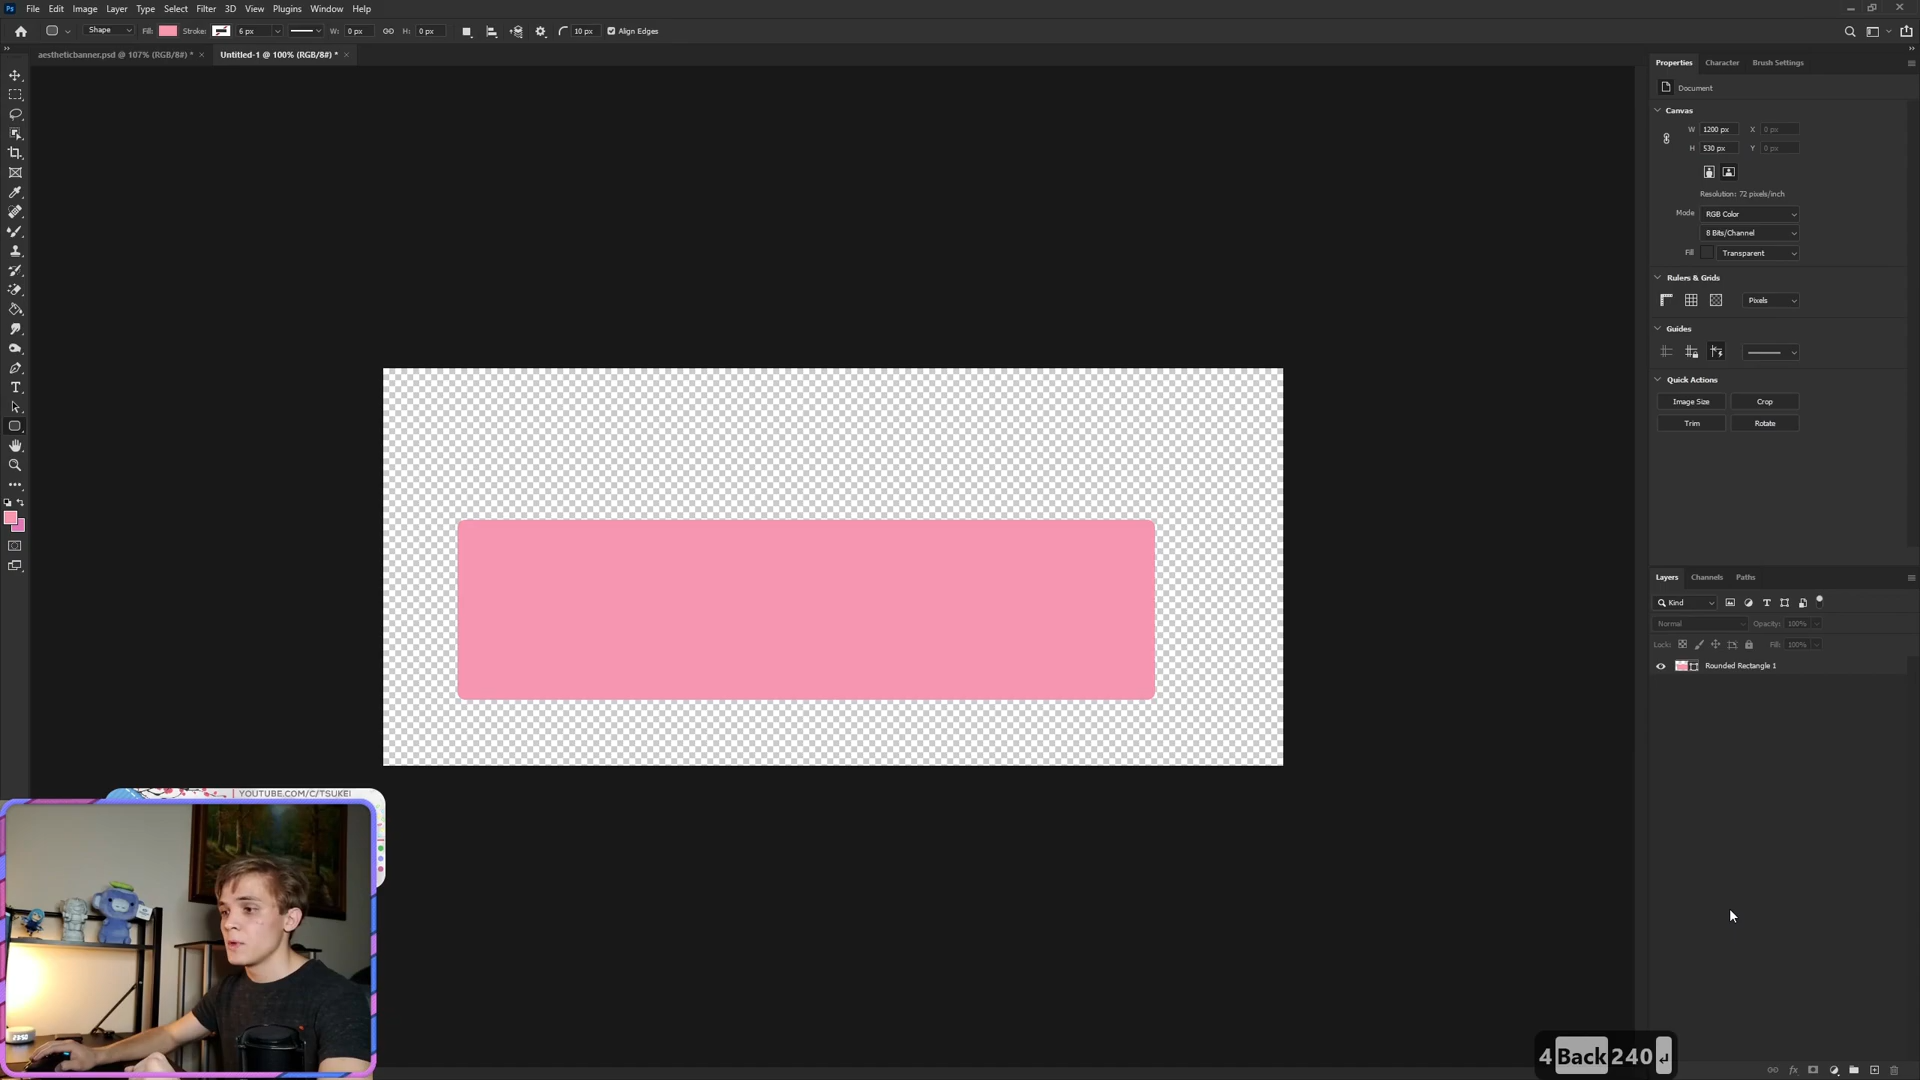 Ps File Edit Image Layer Type Select Filter 3D View Plugins Window Help
Shape Fill: Stroke: 6 px W: 0 px H: 0 px 10 px Align Edges
aestheticbanner.psd @ 107% (RGB/8#) * × Untitled-1 @ 100% (RGB/8#) * ×
Properties Character Brush Settings
Document
Canvas
W 1200 px X 0 px
H 530 px Y 0 px
Resolution: 72 pixels/inch
Mode RGB Color
8 Bits/Channel
Fill Transparent
Rulers & Grids
Pixels
Guides
Quick Actions
Image Size Crop
Trim Rotate
Layers Channels Paths
Kind
Normal Opacity: 100%
Lock: Fill: 100%
Rounded Rectangle 1
YOUTUBE.COM/C/TSUKEI
23:50
4 Back 240 ↵
fx